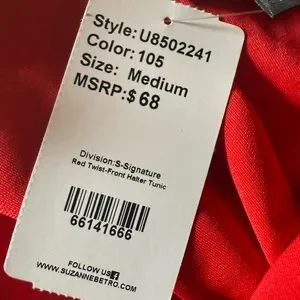 Style:U8502241
Color:105
Size: Medium
MSRP:$68
Division:S-Signature
Red Twist-Front Halter Tunic
66141666
FOLLOW US
WWW.SUZANNEBETRO.COM